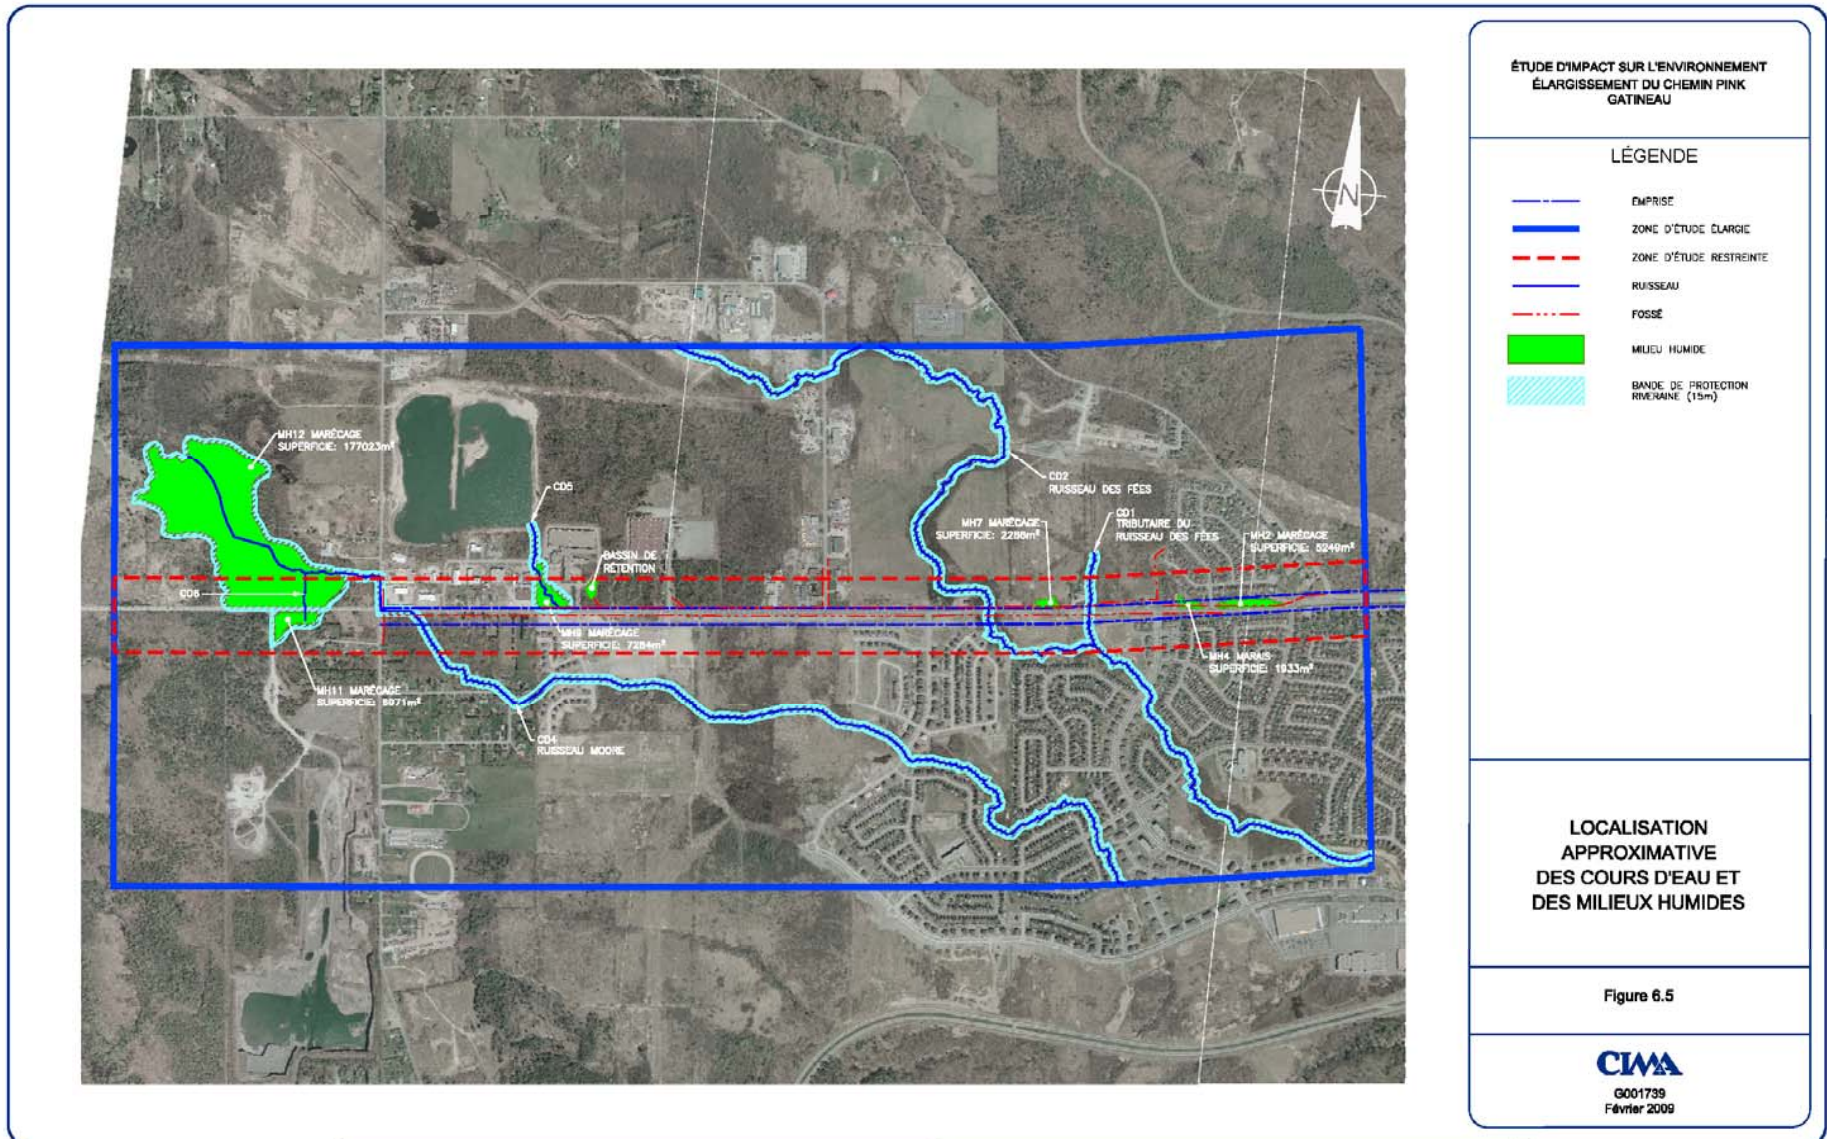 ÉTUDE D'IMPACT SUR L'ENVIRONNEMENT
ÉLARGISSEMENT DU CHEMIN PINK
GATINEAU
LÉGENDE
EMPRISE
ZONE D'ÉTUDE ÉLARGIE
ZONE D'ÉTUDE RESTREINTE
RUISSEAU
FOSSÉ
MILIEU HUMIDE
BANDE DE PROTECTION
RIVERAINE (15m)
N
MH12 MARÉCAGE
SUPERFICIE: 177023m²
CD5
CD2
RUISSEAU DES FÉES
CD1
TRIBUTAIRE DU
RUISSEAU DES FÉES
MH7 MARÉCAGE
SUPERFICIE:
MH2 MARÉCAGE
SUPERFICIE: 5249m²
BASSIN DE
RÉTENTION
CD6
MARÉCAGE
SUPERFICIE:
MH4 MARAIS
SUPERFICIE: 1933m²
MH11 MARÉCAGE
SUPERFICIE:
CD4
RUISSEAU MOORE
LOCALISATION
APPROXIMATIVE
DES COURS D'EAU ET
DES MILIEUX HUMIDES
Figure 6.5
CIMA
G001739
Février 2009